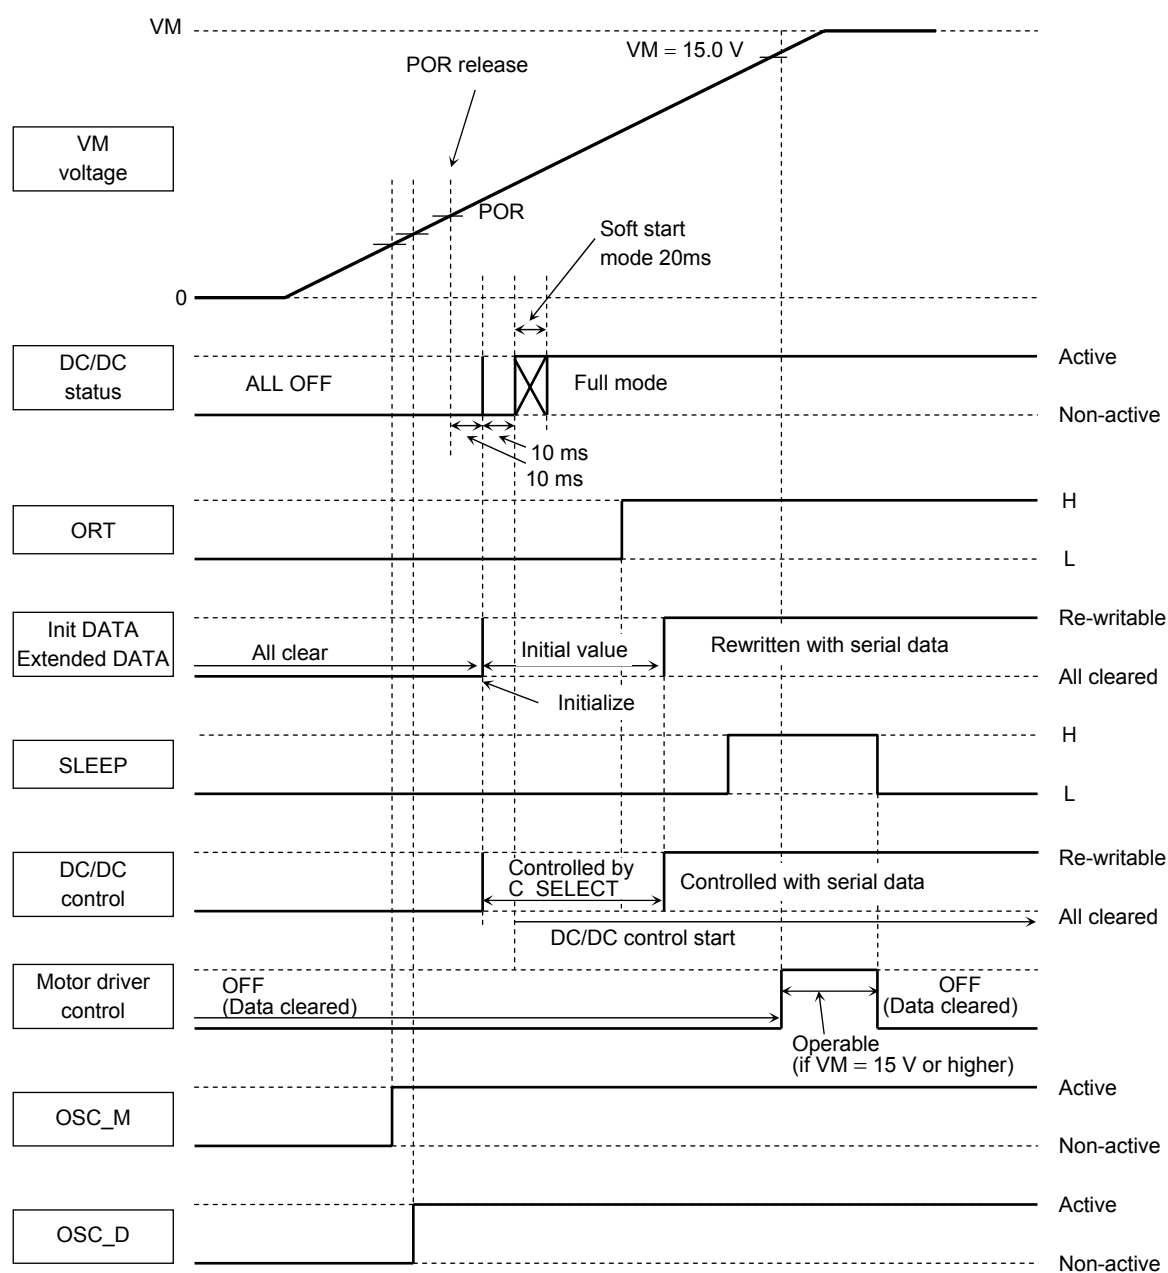 VM
VM = 15.0 V
POR release
VM
voltage
POR
Soft start
mode 20ms
0
DC/DC
status
ALL OFF
Full mode
Active
Non-active
10 ms
10 ms
ORT
H
L
Init DATA
Extended DATA
All clear
Initial value
Rewritten with serial data
Re-writable
All cleared
Initialize
SLEEP
H
L
DC/DC
control
Controlled by
C_SELECT
Controlled with serial data
Re-writable
All cleared
DC/DC control start
Motor driver
control
OFF
(Data cleared)
OFF
(Data cleared)
Operable
(if VM = 15 V or higher)
OSC_M
Active
Non-active
OSC_D
Active
Non-active